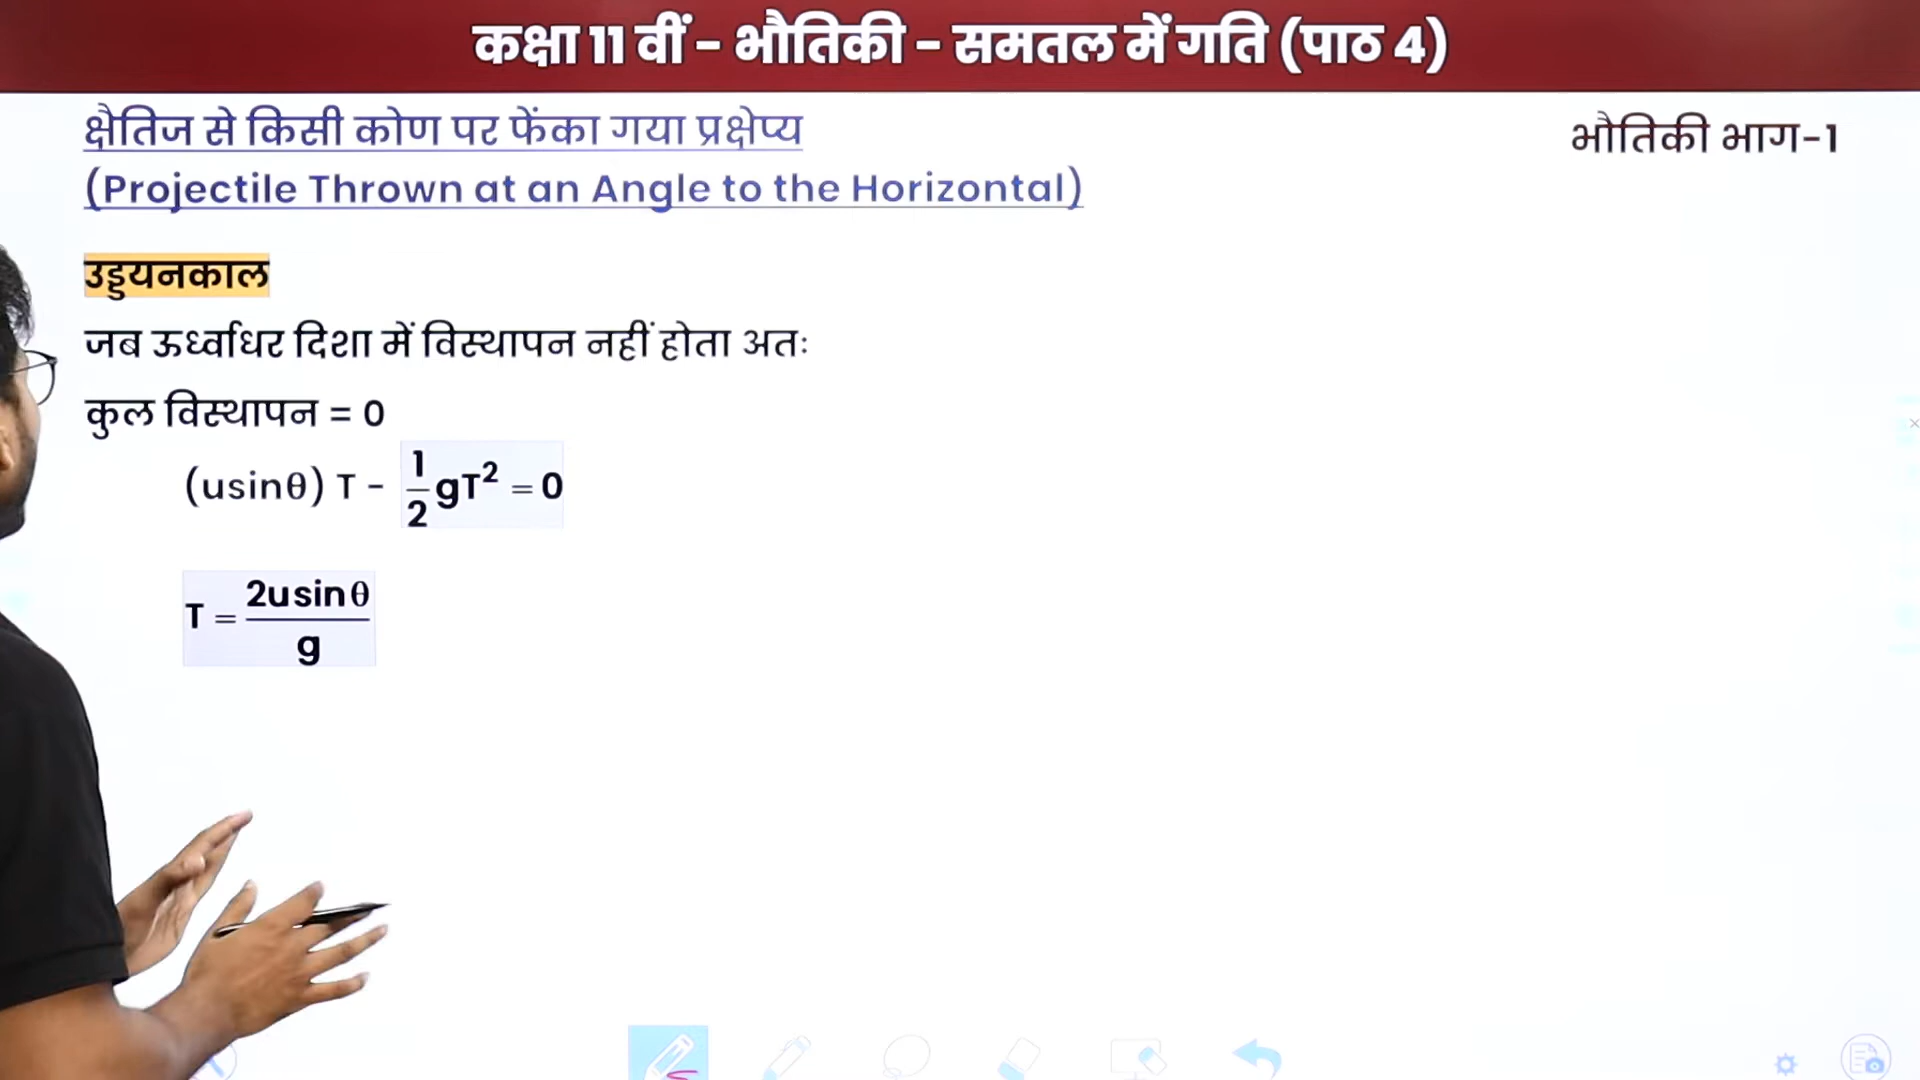 कक्षा 11 वीं - भौतिकी - समतल में गति (पाठ 4)
क्षैतिज से किसी कोण पर फेंका गया प्रक्षेप्य
भौतिकी भाग-1
(Projectile Thrown at an Angle to the Horizontal)
उड्डयनकाल
जब ऊर्ध्वाधर दिशा में विस्थापन नहीं होता अतः
कुल विस्थापन = 0
(usinθ) T - 1/2 gT² = 0
T = 2usinθ/g